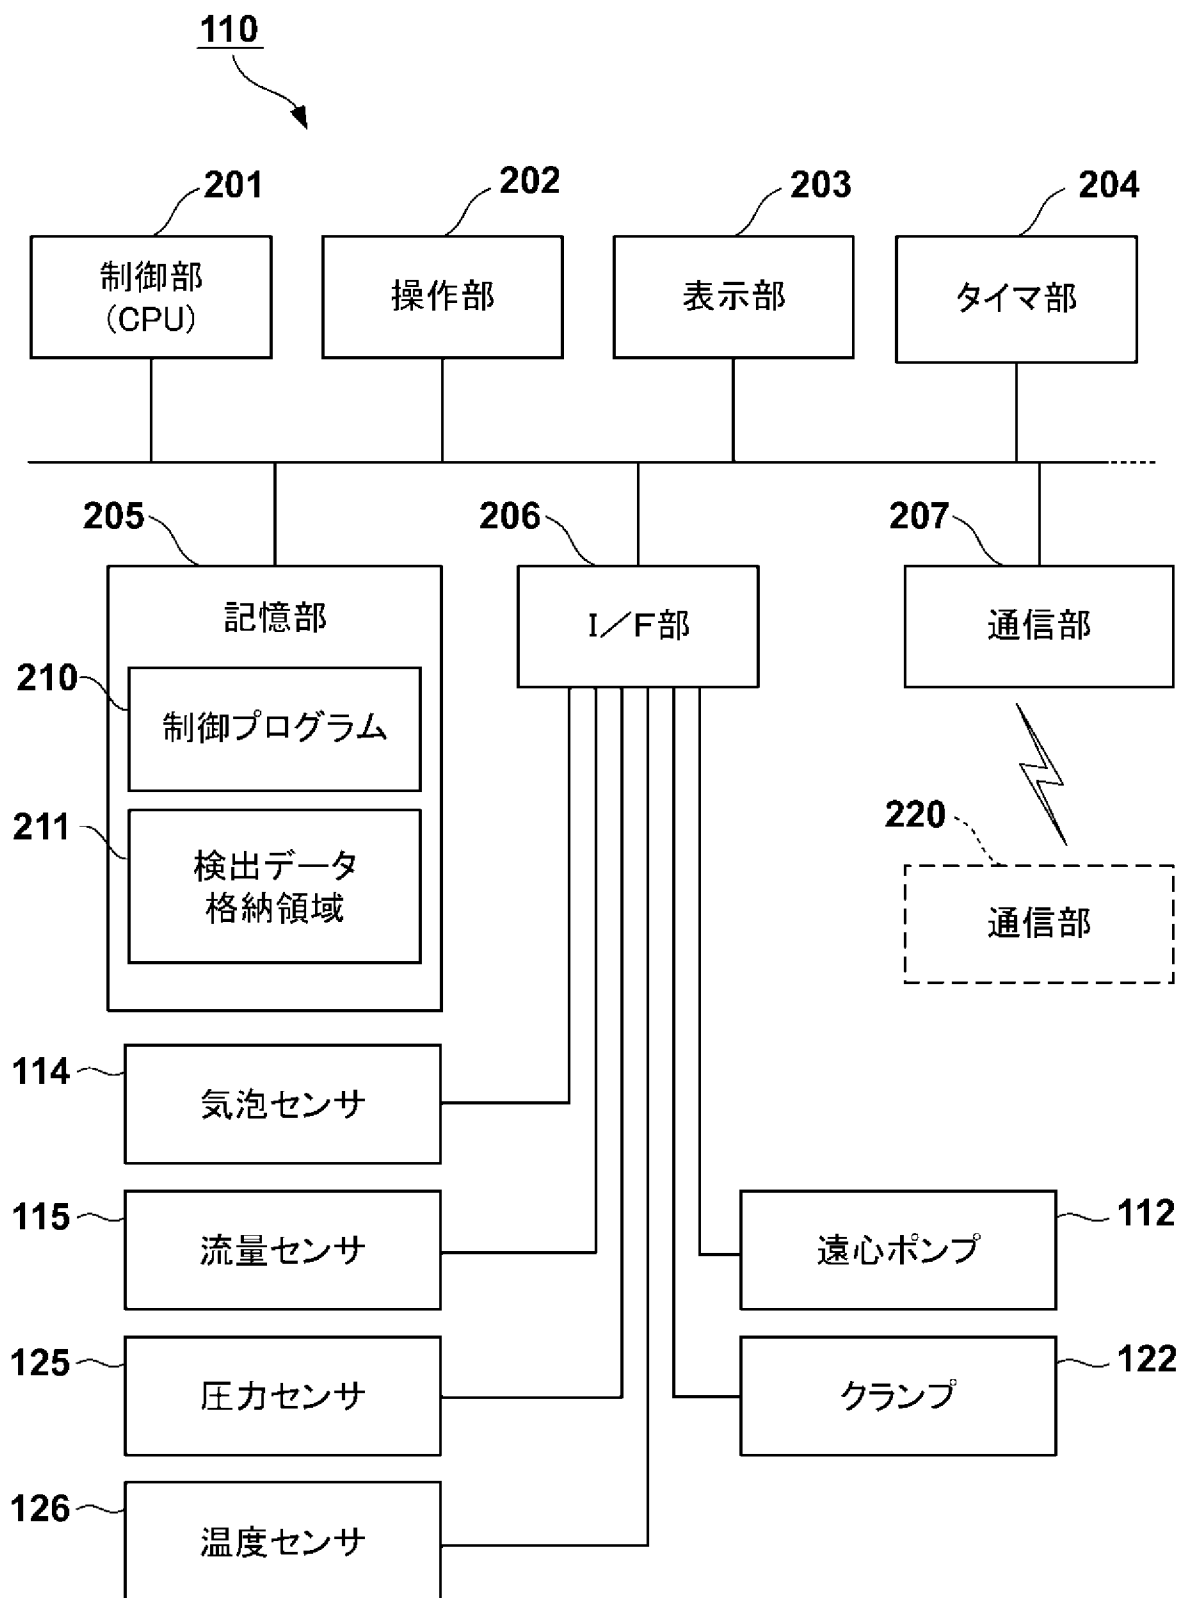 110
201
202
203
204
制御部
（CPU）
操作部
表示部
タイマ部
205
206
207
記憶部
I／F部
通信部
210
制御プログラム
211
検出データ
格納領域
220
通信部
114
気泡センサ
115
流量センサ
遠心ポンプ
112
125
圧力センサ
クランプ
122
126
温度センサ